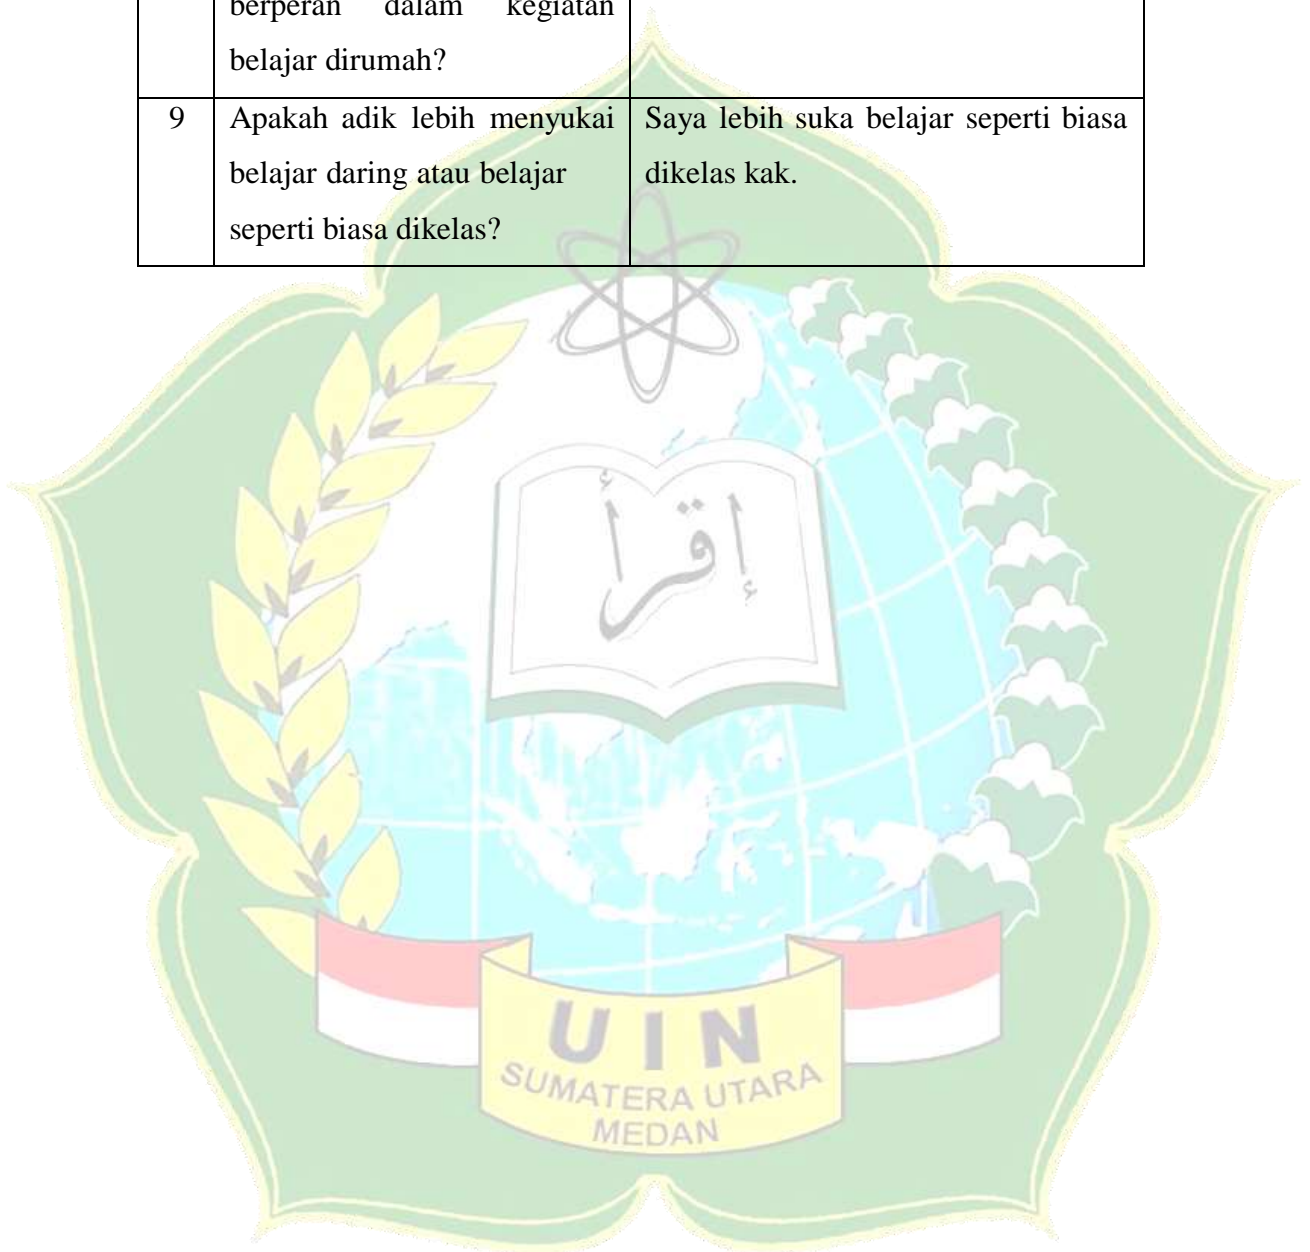 berperan dalam kegiatan
belajar dirumah?
9 Apakah adik lebih menyukai Saya lebih suka belajar seperti biasa
belajar daring atau belajar dikelas kak.
seperti biasa dikelas?
إقرأ
UIN
SUMATERA UTARA
MEDAN